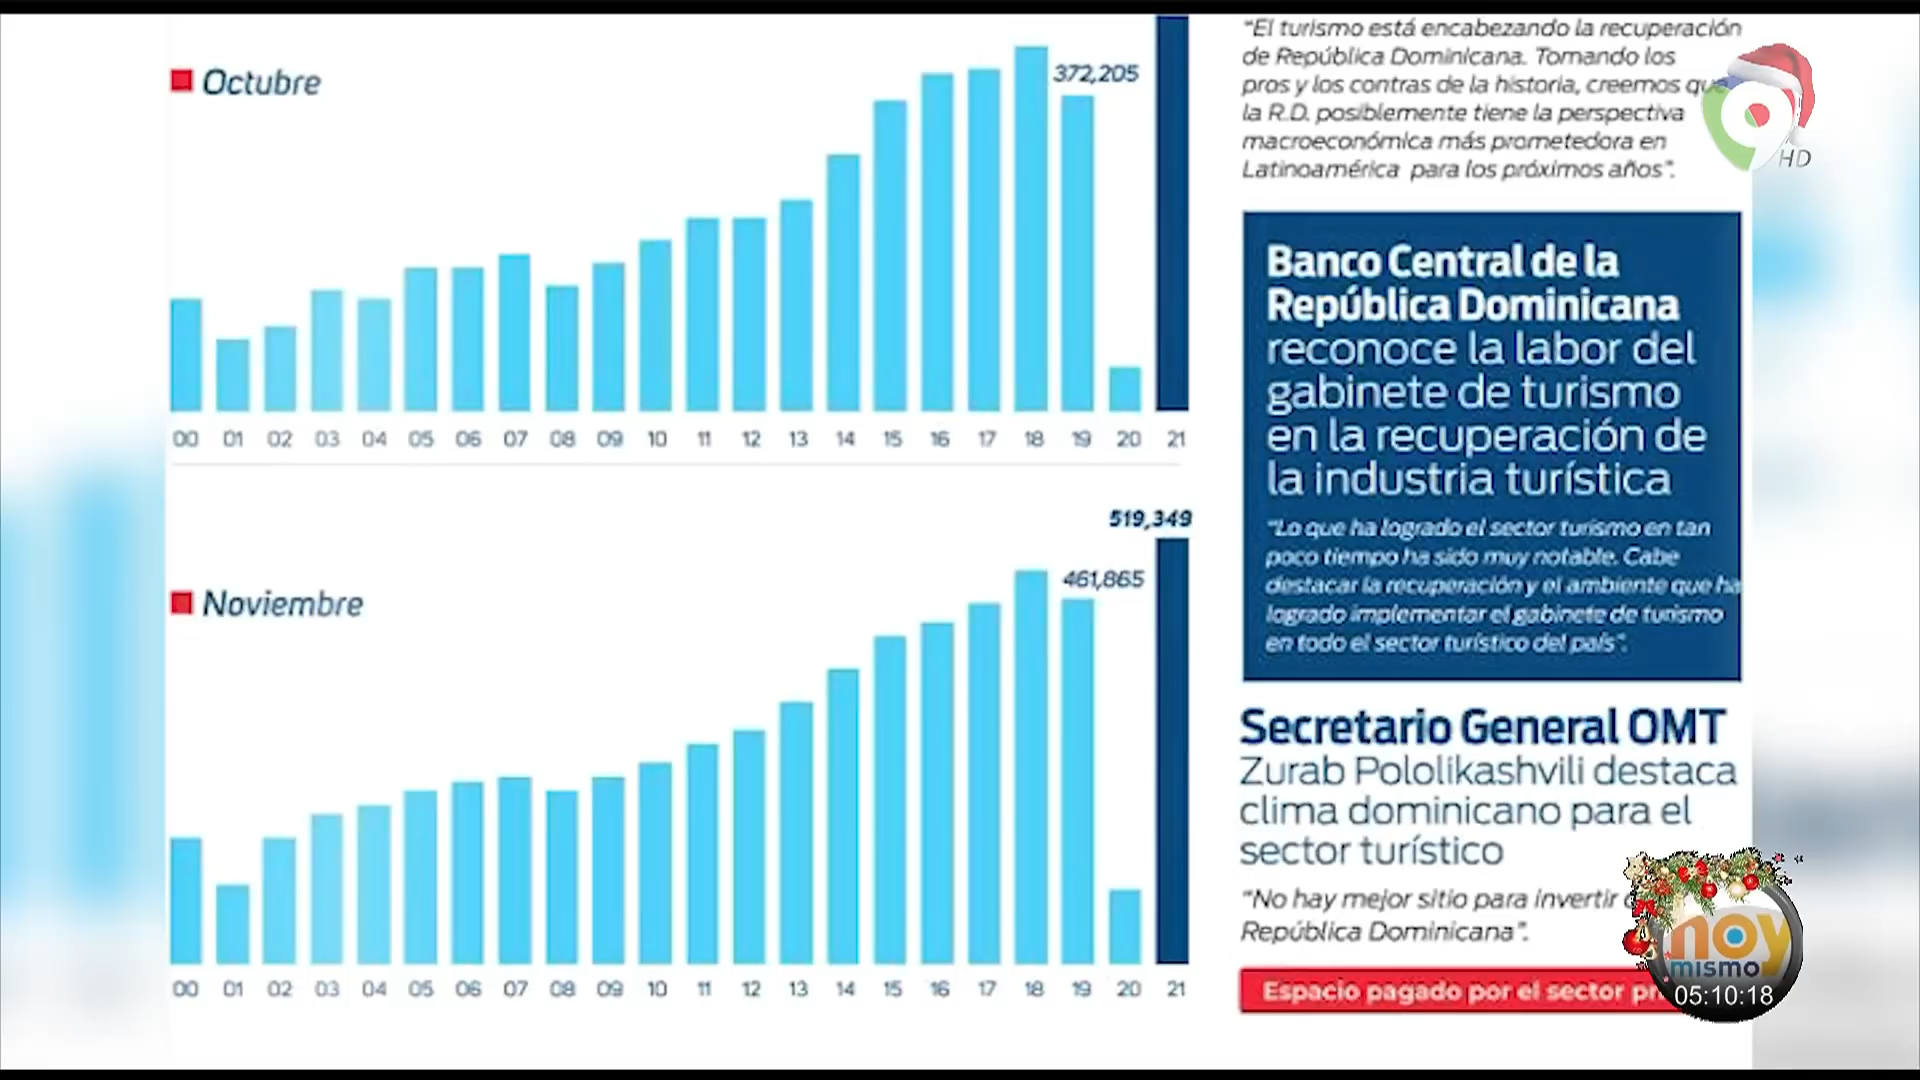 Octubre
372,205
00 01 02 03 04 05 06 07 08 09 10 11 12 13 14 15 16 17 18 19 20 21
519,349
461,865
Noviembre
00 01 02 03 04 05 06 07 08 09 10 11 12 13 14 15 16 17 18 19 20 21
“El turismo está encabezando la recuperación
de República Dominicana. Tomando los
pros y los contras de la historia, creemos que
la R.D. posiblemente tiene la perspectiva
macroeconómica más prometedora en
Latinoamérica para los próximos años”.
HD
Banco Central de la
República Dominicana
reconoce la labor del
gabinete de turismo
en la recuperación de
la industria turística
“Lo que ha logrado el sector turismo en tan
poco tiempo ha sido muy notable. Cabe
destacar la recuperación y el ambiente que ha
logrado implementar el gabinete de turismo
en todo el sector turístico del país”.
Secretario General OMT
Zurab Pololikashvili destaca
clima dominicano para el
sector turístico
“No hay mejor sitio para invertir
República Dominicana”.
Espacio pagado por el sector
hoy
mismo
05:10:18